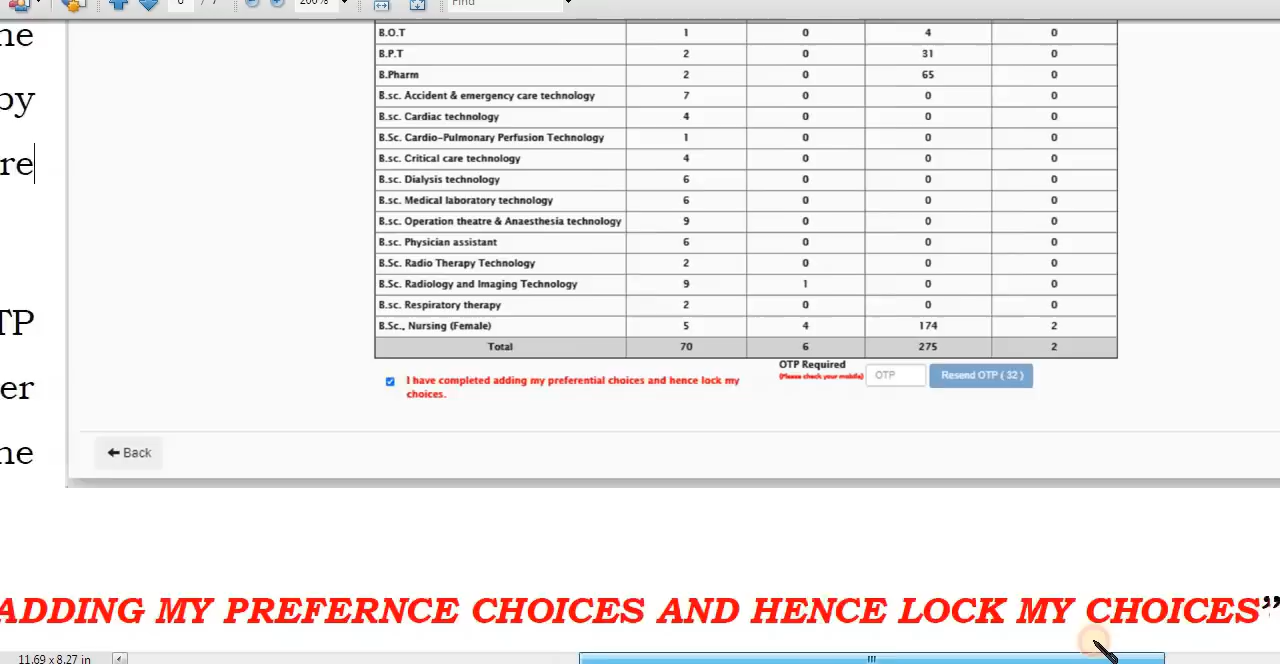 200%
Find
ne
by
re
TP
er
ne
B.O.T 1 0 4 0
B.P.T 2 0 31 0
B.Pharm 2 0 65 0
B.sc. Accident & emergency care technology 7 0 0 0
B.sc. Cardiac technology 4 0 0 0
B.Sc. Cardio-Pulmonary Perfusion Technology 1 0 0 0
B.sc. Critical care technology 4 0 0 0
B.sc. Dialysis technology 6 0 0 0
B.sc. Medical laboratory technology 6 0 0 0
B.sc. Operation theatre & Anaesthesia technology 9 0 0 0
B.sc. Physician assistant 6 0 0 0
B.Sc. Radio Therapy Technology 2 0 0 0
B.Sc. Radiology and Imaging Technology 9 1 0 0
B.sc. Respiratory therapy 2 0 0 0
B.Sc., Nursing (Female) 5 4 174 2
Total 70 6 275 2
I have completed adding my preferential choices and hence lock my
choices.
OTP Required
(Please check your mobile)
OTP
Resend OTP ( 32 )
Back
ADDING MY PREFERNCE CHOICES AND HENCE LOCK MY CHOICES”
11.69 x 8.27 in